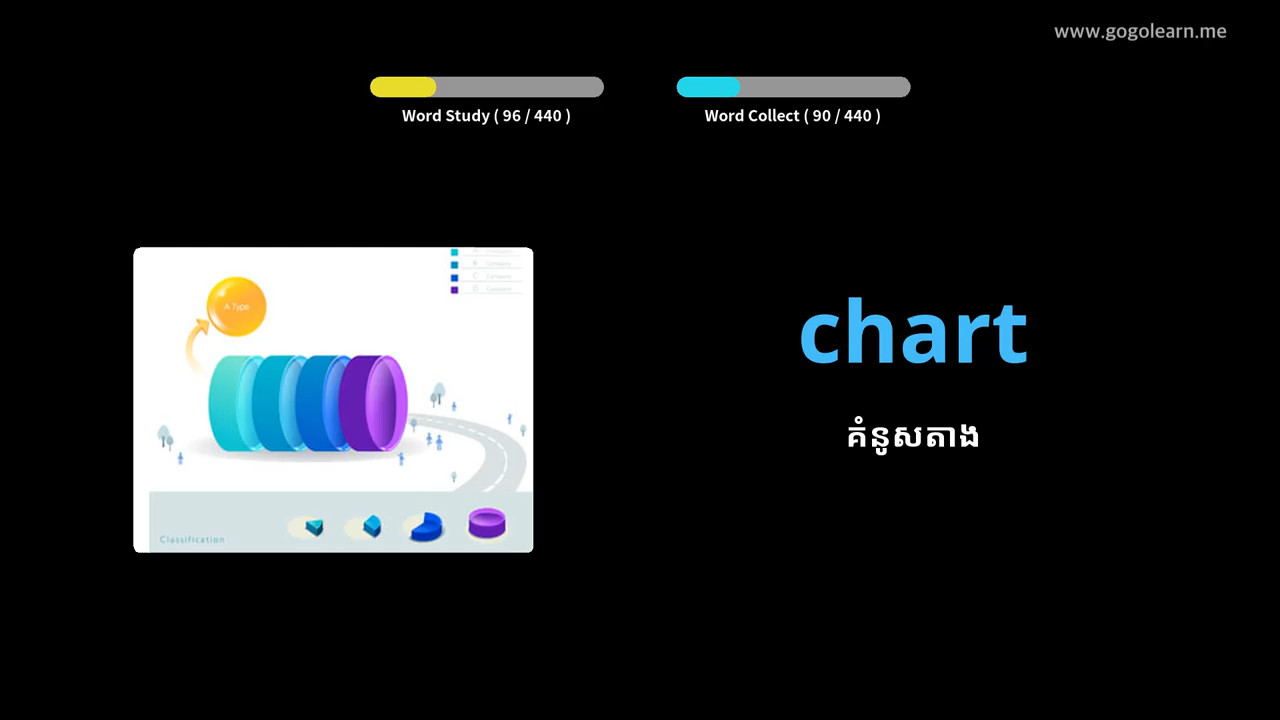 www.gogolearn.me
Word Study ( 96 / 440 )
Word Collect ( 90 / 440 )
A Type
C
D
Classification
chart
គំនូសតាង